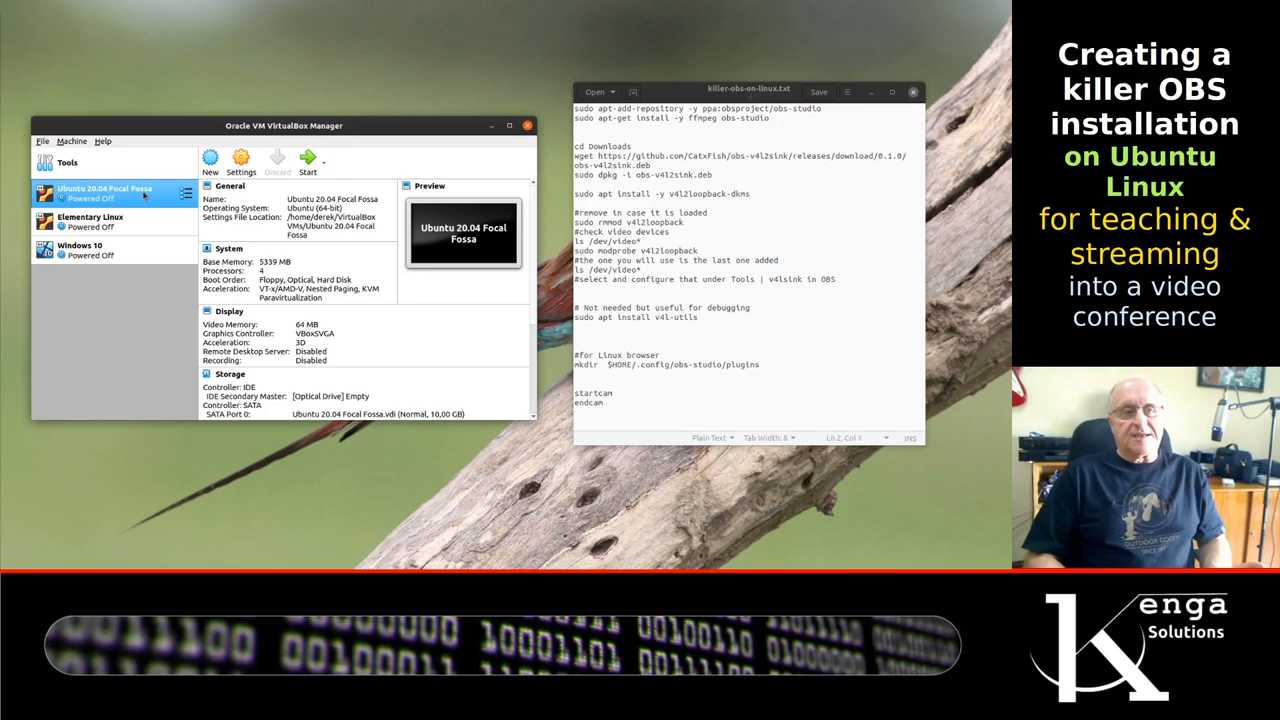 Oracle VM VirtualBox Manager
File Machine Help
Tools
New Settings Discard Start
Ubuntu 20.04 Focal Fossa
Powered Off
Elementary Linux
Powered Off
Windows 10
Powered Off
General
Name: Ubuntu 20.04 Focal Fossa
Operating System: Ubuntu (64-bit)
Settings File Location: /home/derek/VirtualBox
VMs/Ubuntu 20.04 Focal
Fossa
System
Base Memory: 5339 MB
Processors: 4
Boot Order: Floppy, Optical, Hard Disk
Acceleration: VT-x/AMD-V, Nested Paging, KVM
Paravirtualization
Display
Video Memory: 64 MB
Graphics Controller: VBoxSVGA
Acceleration: 3D
Remote Desktop Server: Disabled
Recording: Disabled
Storage
Controller: IDE
IDE Secondary Master: [Optical Drive] Empty
Controller: SATA
SATA Port 0: Ubuntu 20.04 Focal Fossa.vdi (Normal, 10,00 GB)
Preview
Ubuntu 20.04 Focal
Fossa
Open killer-obs-on-linux.txt Save
sudo apt-add-repository -y ppa:obsproject/obs-studio
sudo apt-get install -y ffmpeg obs-studio
cd Downloads
wget https://github.com/CatxFish/obs-v4l2sink/releases/download/0.1.0/
obs-v4l2sink.deb
sudo dpkg -i obs-v4l2sink.deb
sudo apt install -y v4l2loopback-dkms
#remove in case it is loaded
sudo rmmod v4l2loopback
#check video devices
ls /dev/video*
sudo modprobe v4l2loopback
#the one you will use is the last one added
ls /dev/video*
#select and configure that under Tools | v4lsink in OBS
# Not needed but useful for debugging
sudo apt install v4l-utils
#for Linux browser
mkdir $HOME/.config/obs-studio/plugins
startcam
endcam
Plain Text Tab Width: 8 Ln 2, Col 1 INS
Creating a
killer OBS
installation
on Ubuntu
Linux
for teaching &
streaming
into a video
conference
OUTDOOR GODE
kenga
Solutions
0011100 00000000 10001101 00100110 101111110